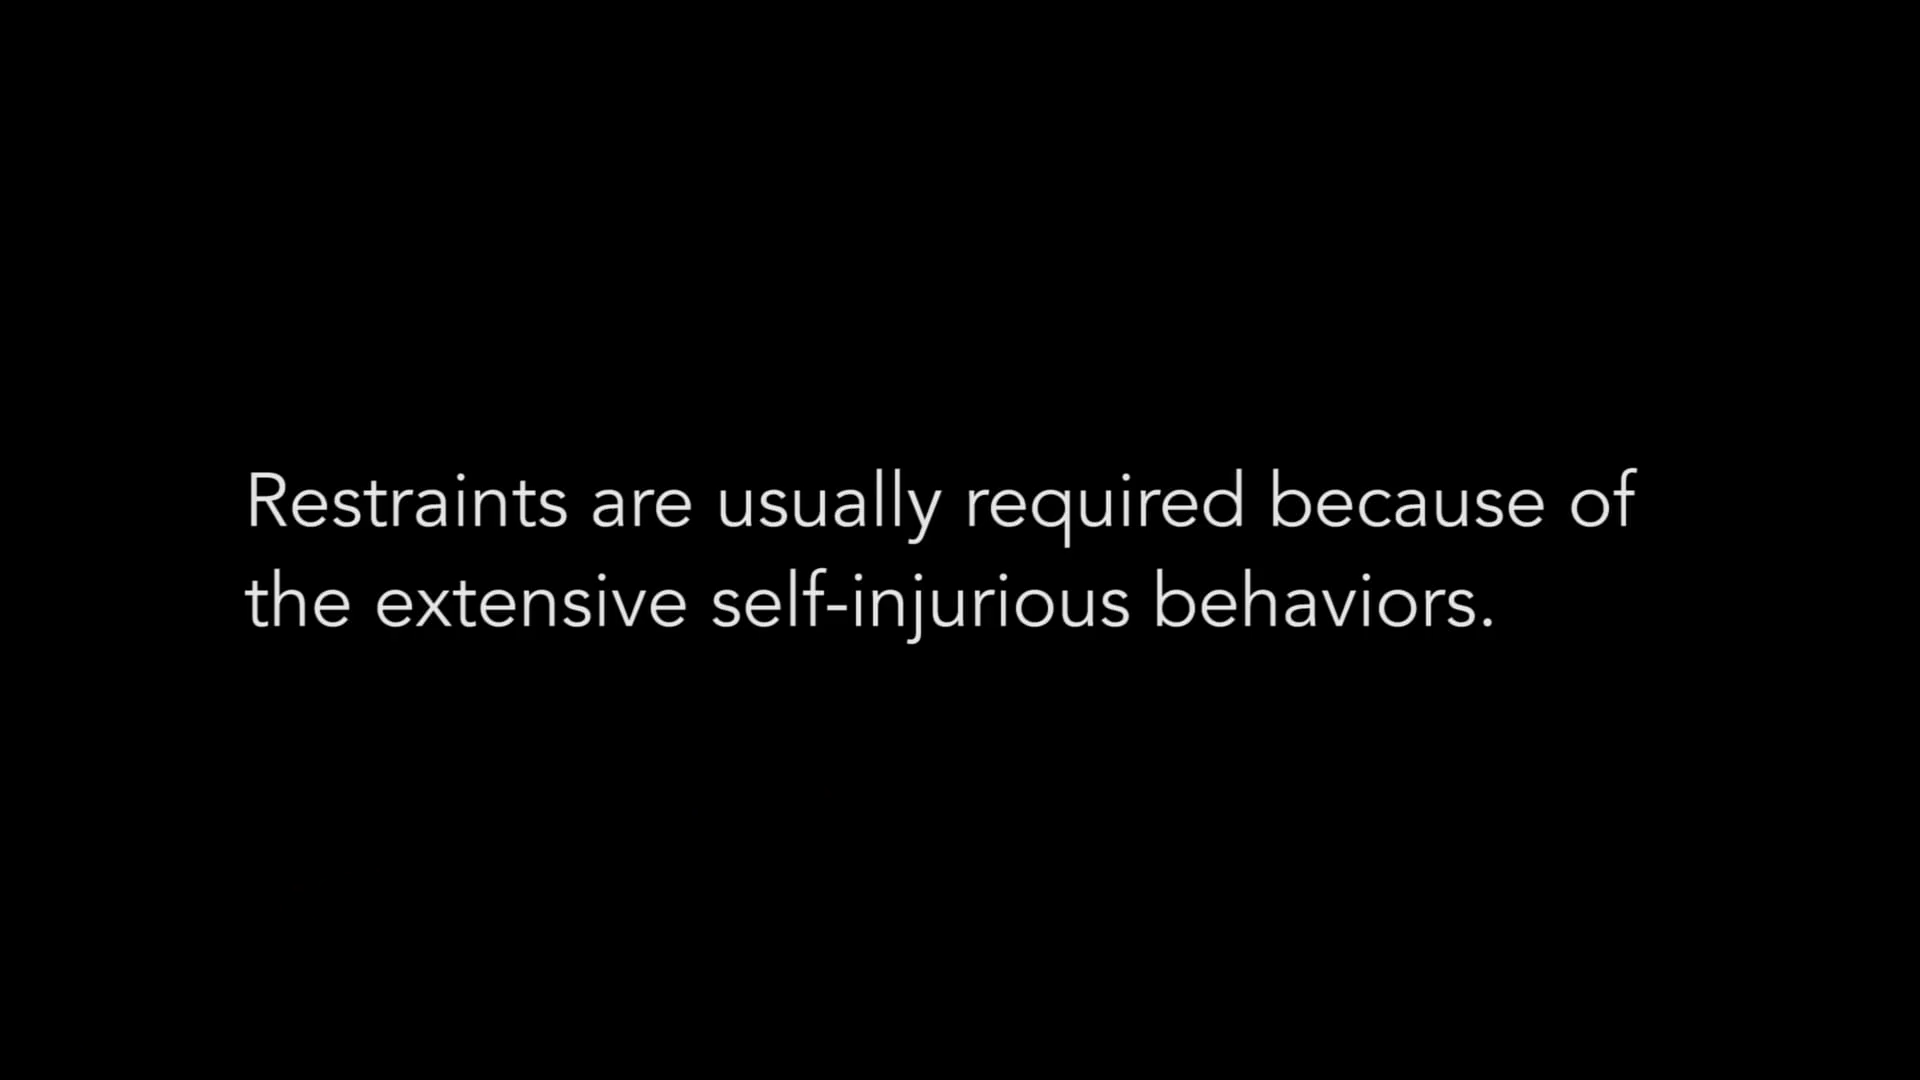 Restraints are usually required because of
the extensive self-injurious behaviors.